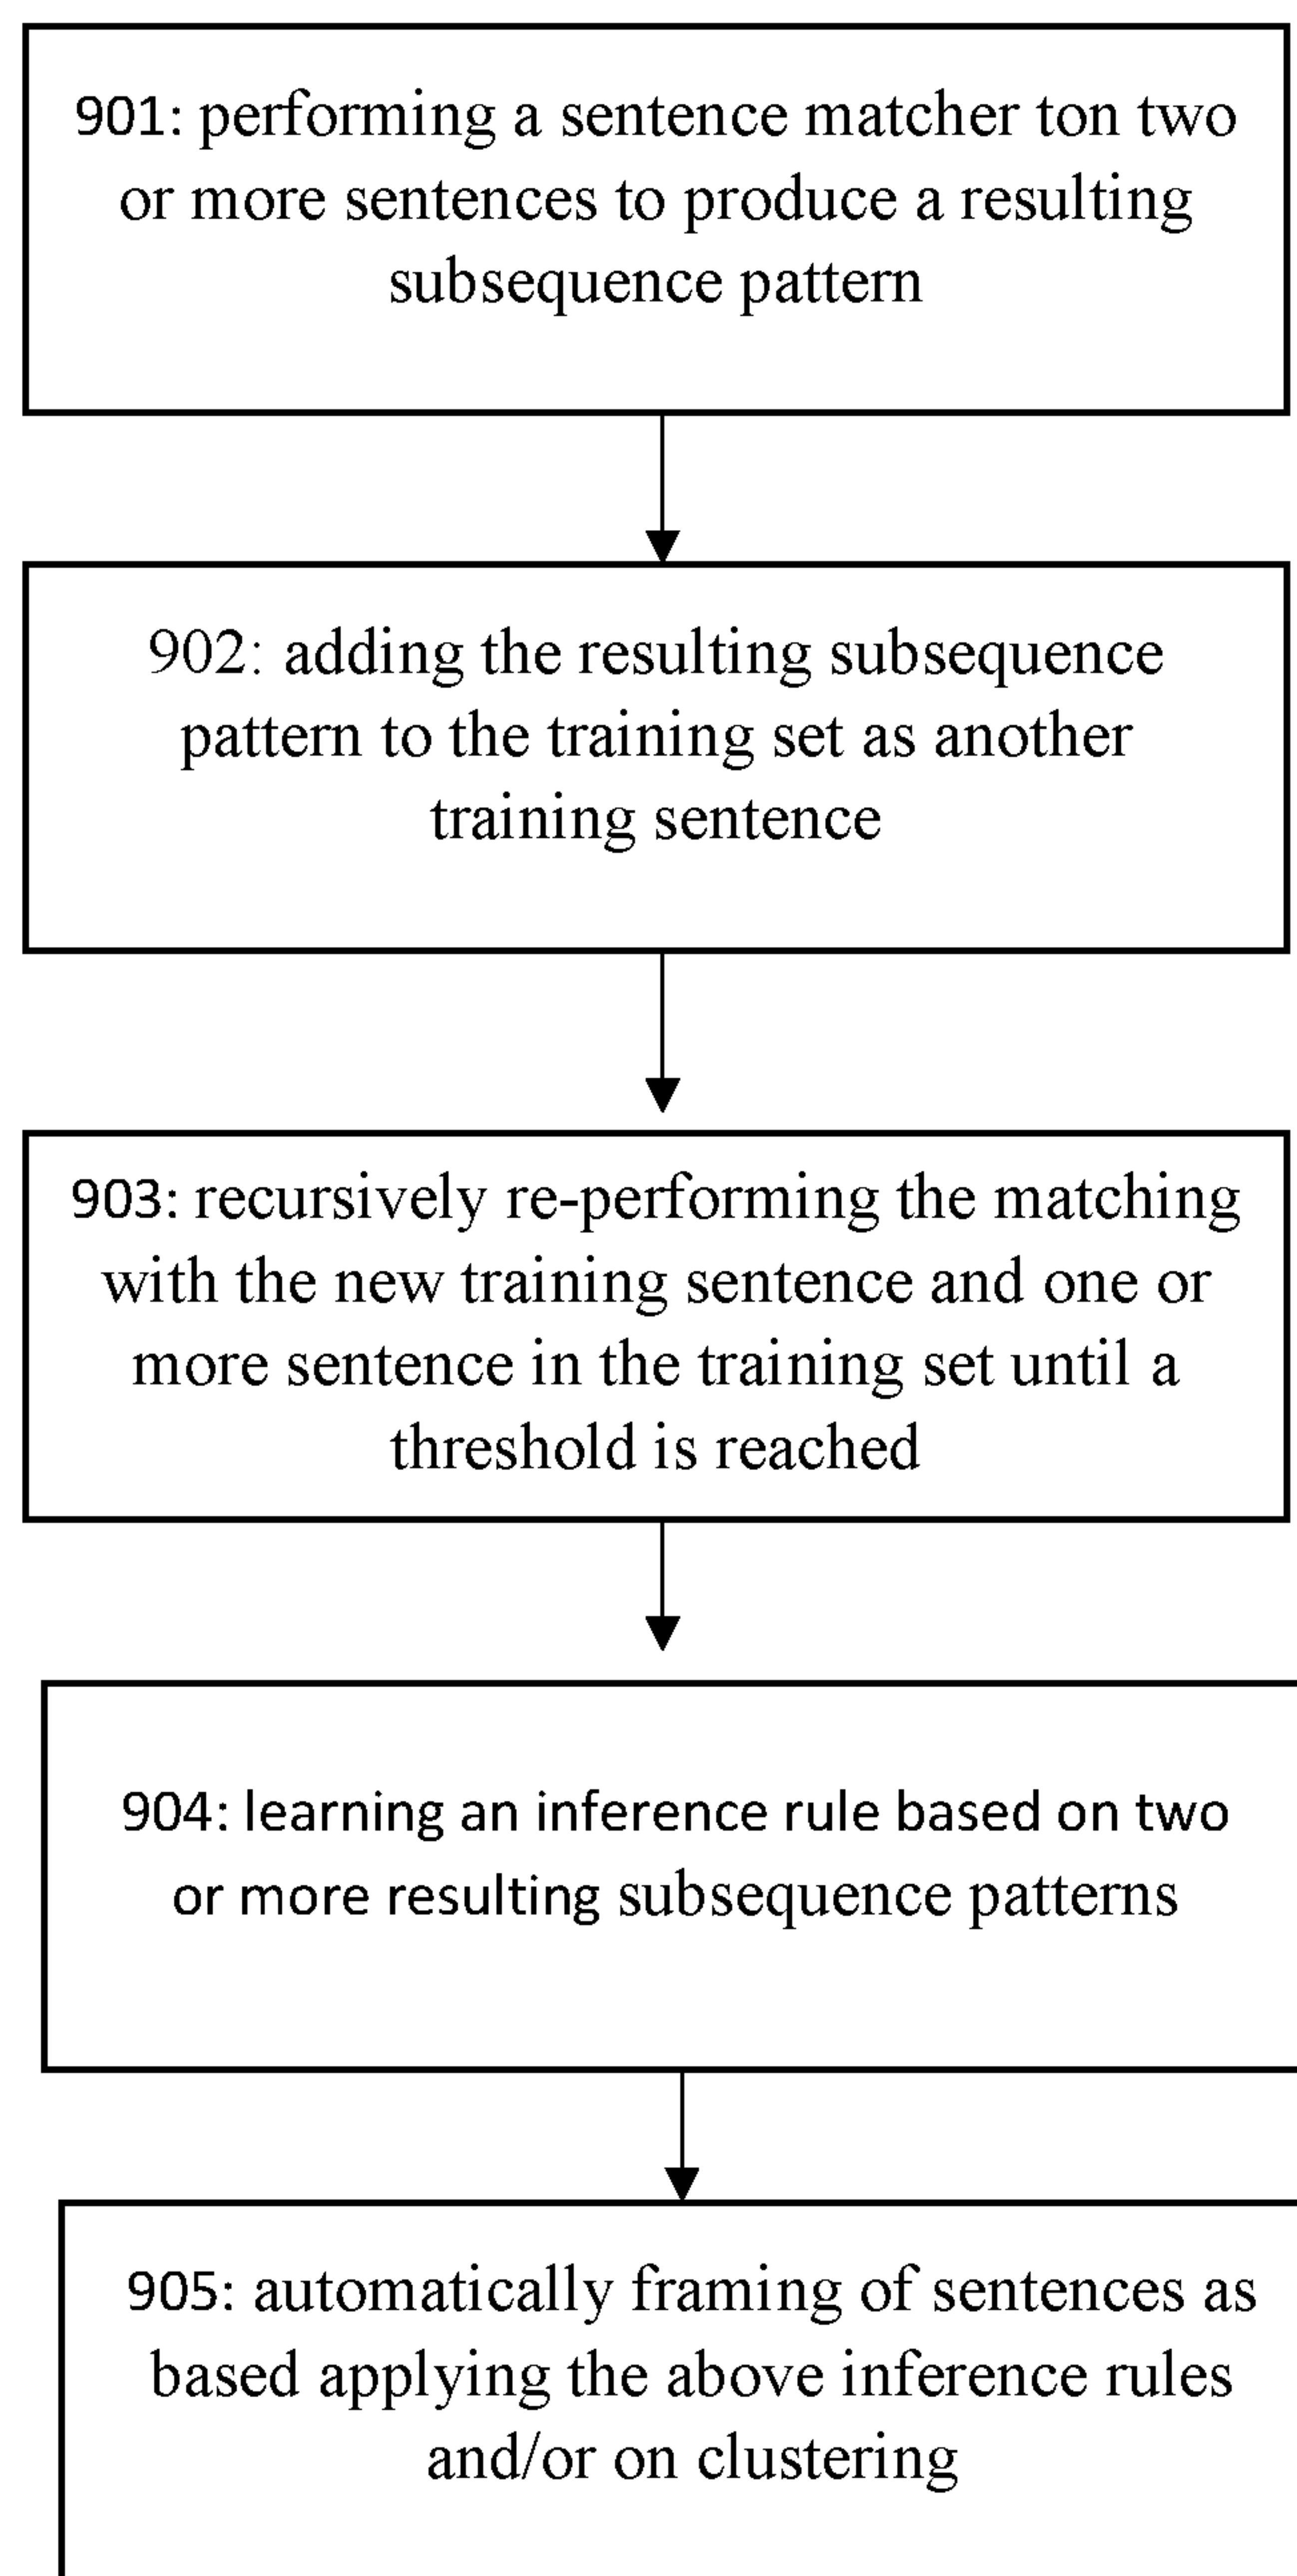 901: performing a sentence matcher ton two
or more sentences to produce a resulting
subsequence pattern
902: adding the resulting subsequence
pattern to the training set as another
training sentence
903: recursively re-performing the matching
with the new training sentence and one or
more sentence in the training set until a
threshold is reached
904: learning an inference rule based on two
or more resulting subsequence patterns
905: automatically framing of sentences as
based applying the above inference rules
and/or on clustering